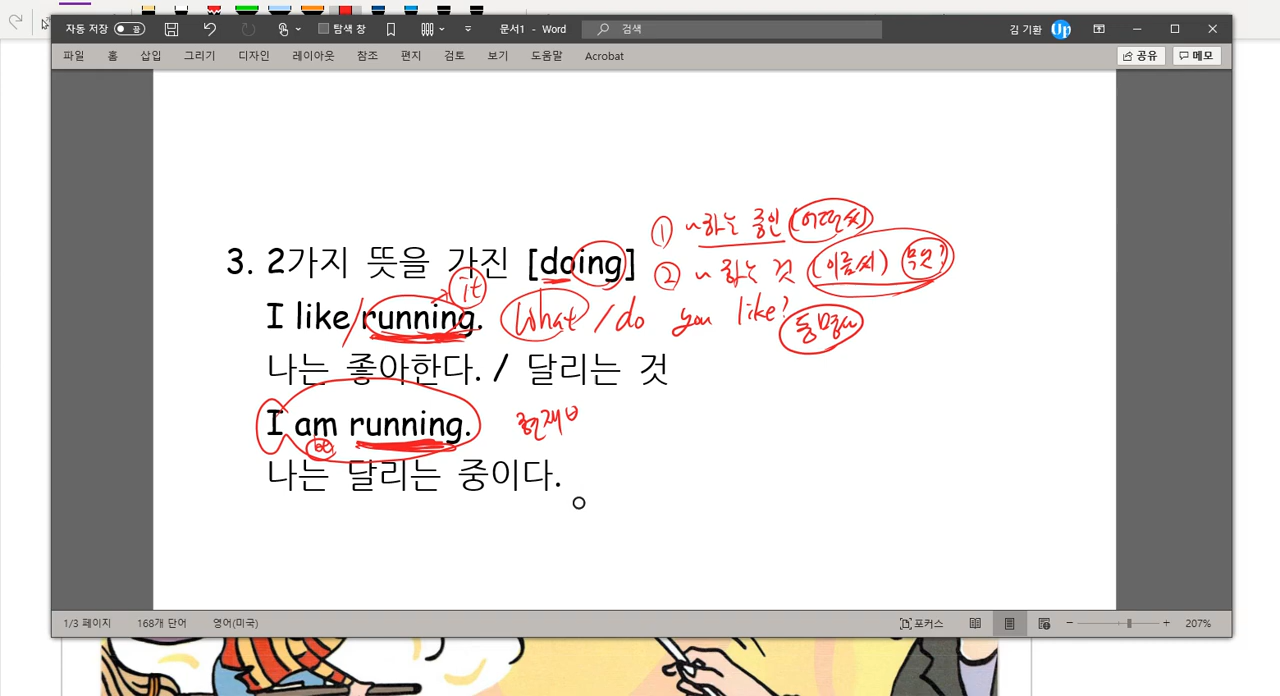 자동 저장 끔 탐색 창 문서1 - Word 검색 김 기환 Up
파일 홈 삽입 그리기 디자인 레이아웃 참조 편지 검토 보기 도움말 Acrobat 공유 메모
① ~하는 중인 (어떤씨)
3. 2가지 뜻을 가진 [doing]
② ~하는 것 (이름씨) 무엇?
it
I like / running. What / do you like?
동명사
나는 좋아한다. / 달리는 것
I am running. 현재
be
나는 달리는 중이다.
1/3 페이지 168개 단어 영어(미국) 포커스 207%